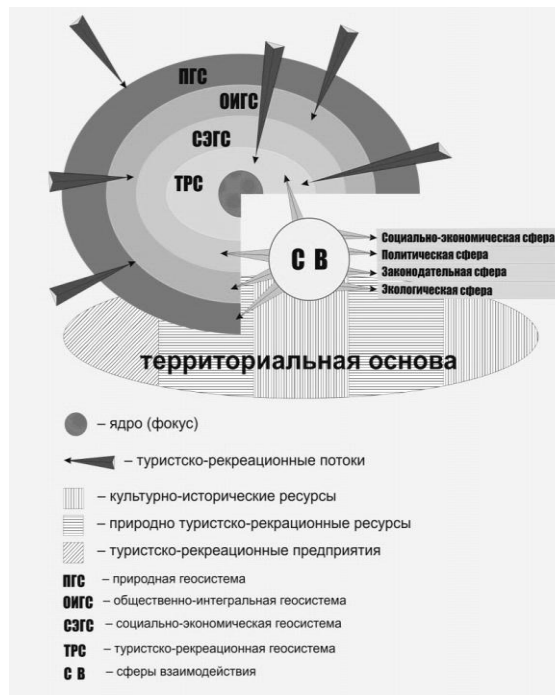 ПГС
ОИГС
СЭГС
ТРС
С В
Социально-экономическая сфера
Политическая сфера
Законодательная сфера
Экологическая сфера
территориальная основа
– ядро (фокус)
– туристско-рекреационные потоки
– культурно-исторические ресурсы
– природно туристско-рекрационные ресурсы
– туристско-рекреационные предприятия
ПГС – природная геосистема
ОИГС – общественно-интегральная геосистема
СЭГС – социально-экономическая геосистема
ТРС – туристско-рекреационная геосистема
С В – сферы взаимодействия